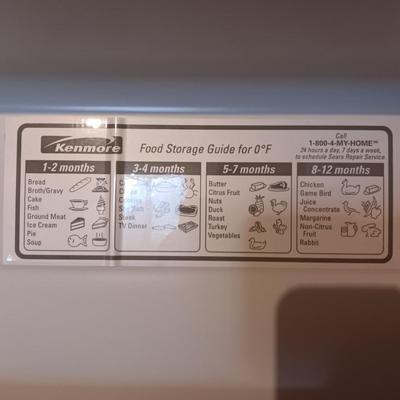 Kenmore
Food Storage Guide for 0°F
Call
1-800-4-MY-HOME℠
24 hours a day, 7 days a week,
to schedule Sears Repair Service.
1-2 months
Bread
Broth/Gravy
Cake
Fish
Ground Meat
Ice Cream
Pie
Soup
3-4 months
Steak
TV Dinner
5-7 months
Butter
Citrus Fruit
Nuts
Duck
Roast
Turkey
Vegetables
8-12 months
Chicken
Game Bird
Juice
Concentrate
Margarine
Non-Citrus
Fruit
Rabbit